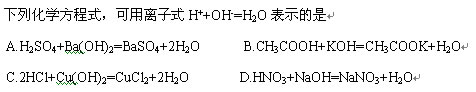 下列化学方程式，可用离子式 H⁺+OH⁻=H₂O 表示的是↵
A.H₂SO₄+Ba(OH)₂=BaSO₄+2H₂O B.CH₃COOH+KOH=CH₃COOK+H₂O
C.2HCl+Cu(OH)₂=CuCl₂+2H₂O D.HNO₃+NaOH=NaNO₃+H₂O↵